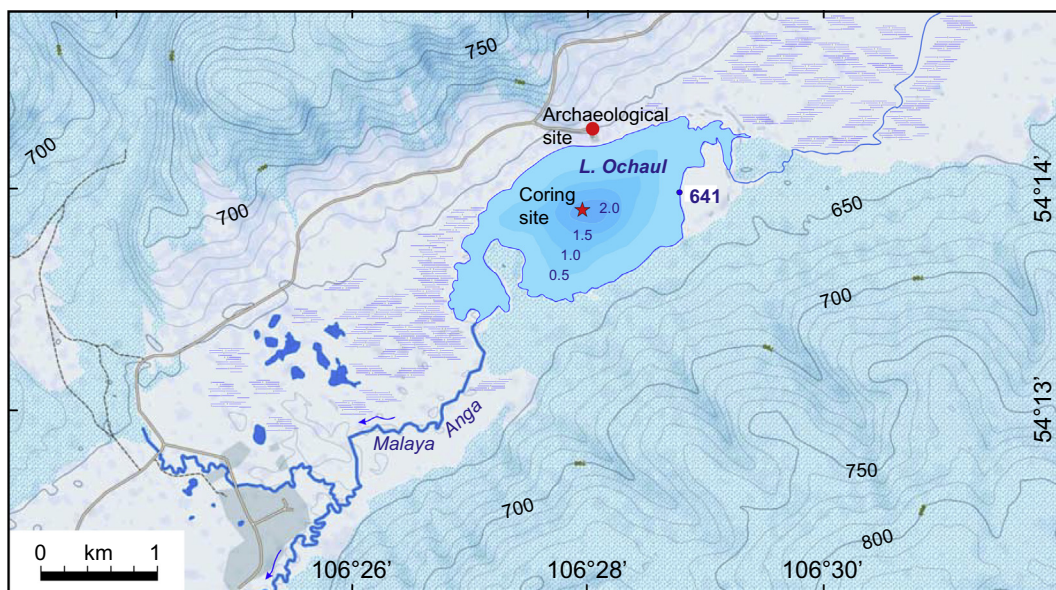 750
Archaeological
site
700
L. Ochaul
54°14'
Coring
site
2.0
641
650
700
1.5
1.0
0.5
700
Malaya Anga
54°13'
750
700
800
0 km 1
106°26' 106°28' 106°30'